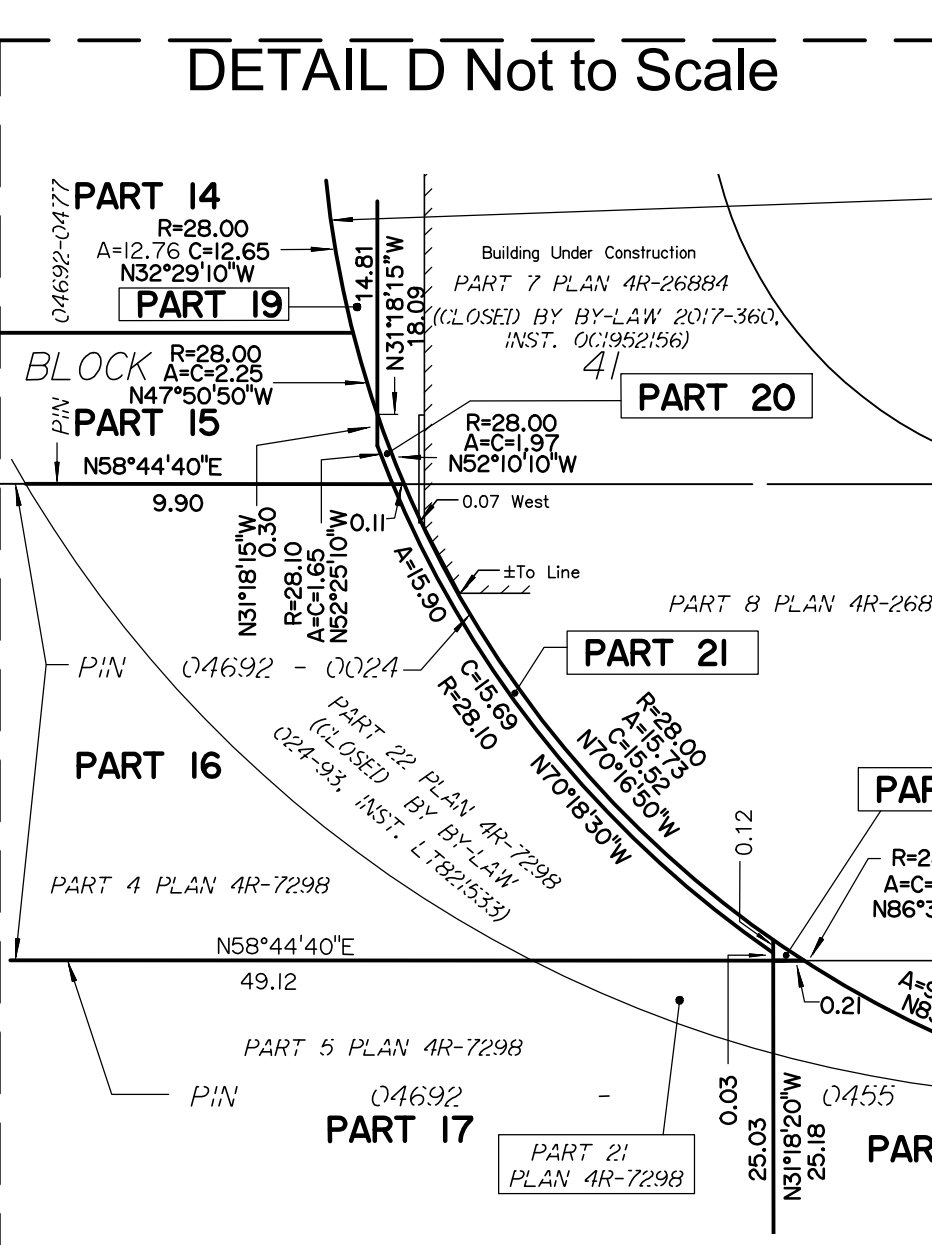 DETAIL D Not to Scale
04692-0477
PART 14
R=28.00
A=12.76 C=12.65
N32°29'10"W
PART 19
14.81
N31°18'15"W
18.09
Building Under Construction
PART 7 PLAN 4R-26884
(CLOSED BY BY-LAW 2017-360,
INST. OC1952156)
41
BLOCK
R=28.00
A=C=2.25
N47°50'50"W
PIN
PART 15
PART 20
R=28.00
A=C=1.97
N52°10'10"W
N58°44'40"E
9.90
0.07 West
N31°18'15"W
0.30
R=28.10
A=C=1.65
N52°25'10"W
0.11
A=15.90
±To Line
PART 8 PLAN 4R-268
PART 21
PIN 04692 - 0024
C=15.69
R=28.10
N70°18'30"W
R=28.00
A=15.73
C=15.52
N70°16'50"W
PART 22 PLAN 4R-7298
(CLOSED BY BY-LAW
024-93, INST. LT821533)
PART 16
PAR
0.12
R=2
A=C=
N86°3
PART 4 PLAN 4R-7298
N58°44'40"E
49.12
A=
N8
0.21
PART 5 PLAN 4R-7298
PIN 04692 - 0455
PART 17
0.03
25.03
N31°18'20"W
25.18
PART 21
PLAN 4R-7298
PAR